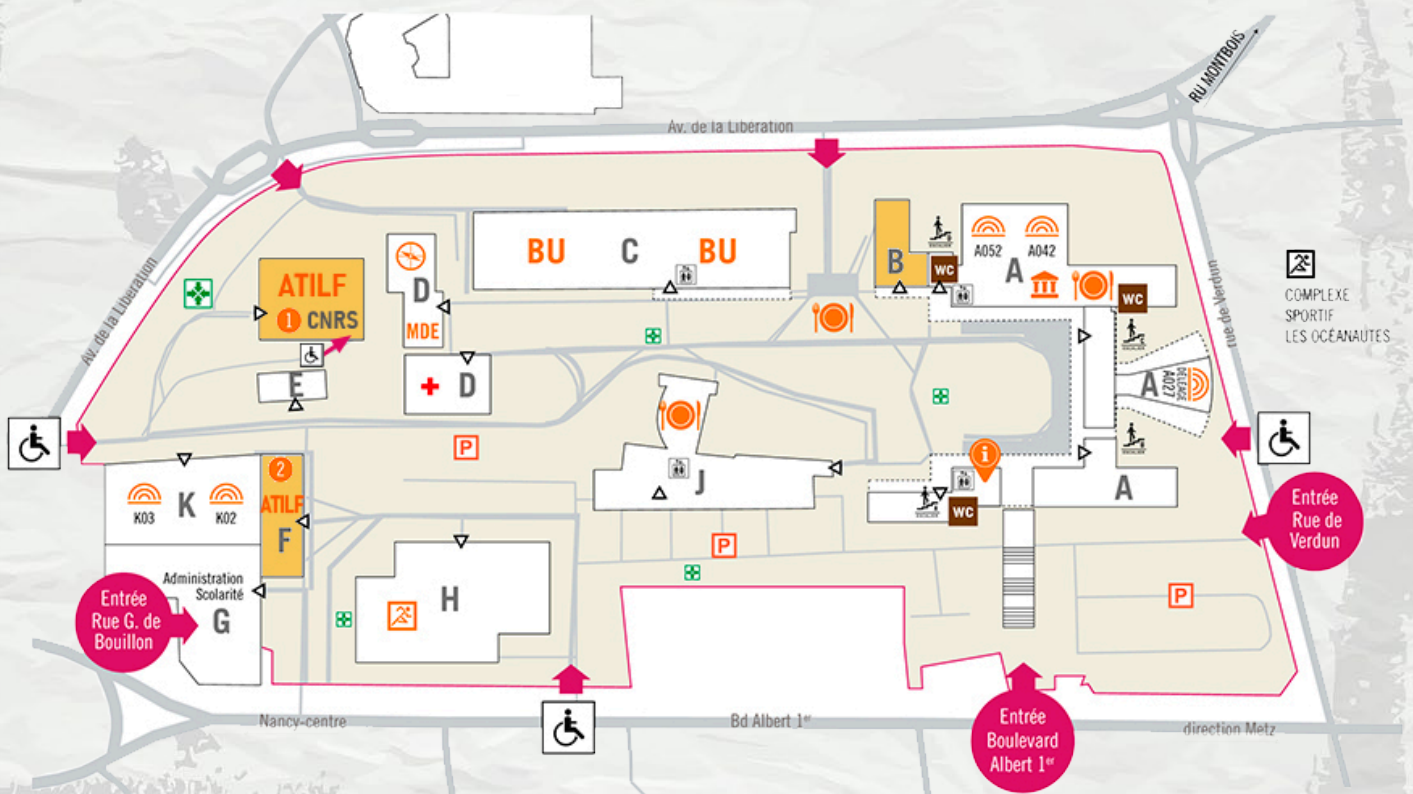 RU MONTBOIS
Av. de la Libération
Av. de la Libération
rue de Verdun
BU C BU
B
WC
A052
A042
A
WC
COMPLEXE
SPORTIF
LES OCÉANAUTES
ATILF
1 CNRS
D
MDE
E
+ D
A
DELÉAGE
A027
P
K03
K
K02
2
ATILF
F
J
i
WC
A
Entrée
Rue de
Verdun
P
P
Administration
Scolarité
G
Entrée
Rue G. de
Bouillon
H
Nancy-centre
Bd Albert 1er
direction Metz
Entrée
Boulevard
Albert 1er